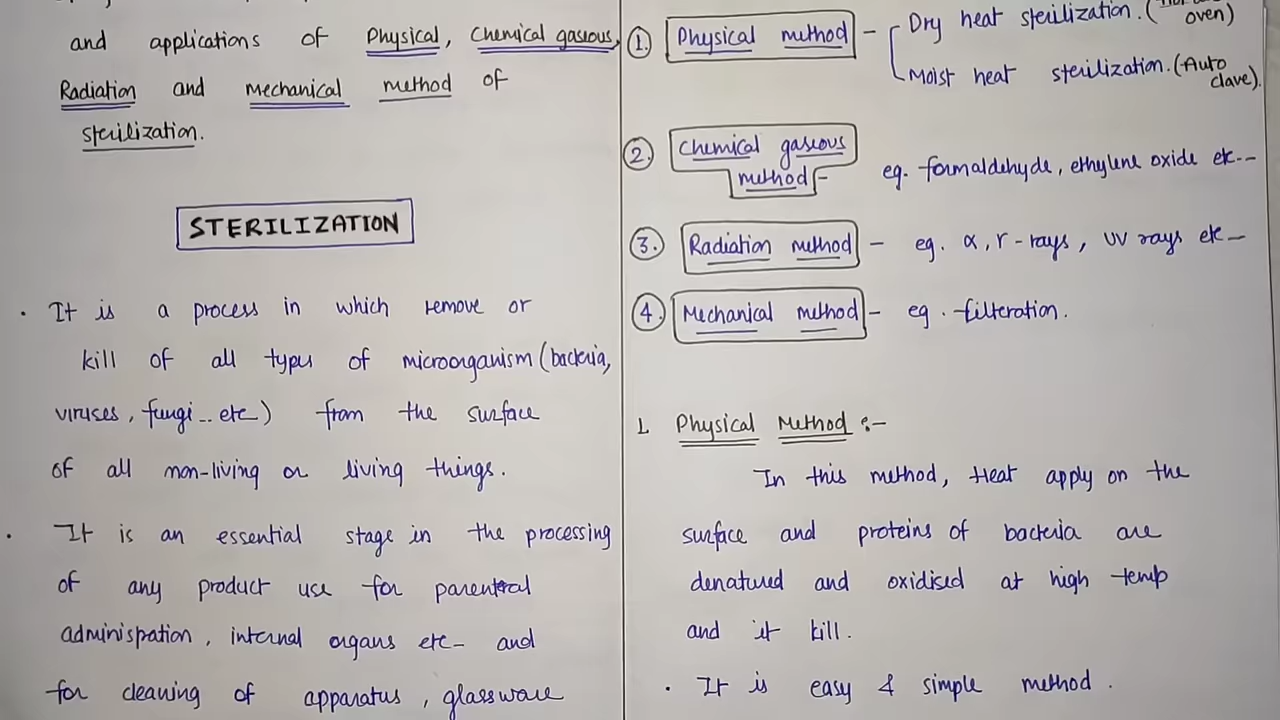 and applications of Physical, Chemical gaseous,
Radiation and mechanical method of
sterilization.
STERILIZATION
· It is a process in which remove or
kill of all types of microorganism (bacteria,
viruses, fungi.. etc) from the surface
of all non-living or living things.
· It is an essential stage in the processing
of any product use for parentral
administration, internal organs etc- and
for cleaning of apparatus, glassware
1. Physical method - Dry heat sterilization. (
oven)
Moist heat sterilization. (Auto
clave).
2. Chemical gaseous
method - eg. formaldehyde, ethylene oxide etc--
3. Radiation method - eg. α, r-rays, UV rays etc-
4. Mechanical method - eg. filteration.
1. Physical Method :-
In this method, Heat apply on the
surface and proteins of bacteria are
denatured and oxidised at high temp
and it kill.
· It is easy & simple method.